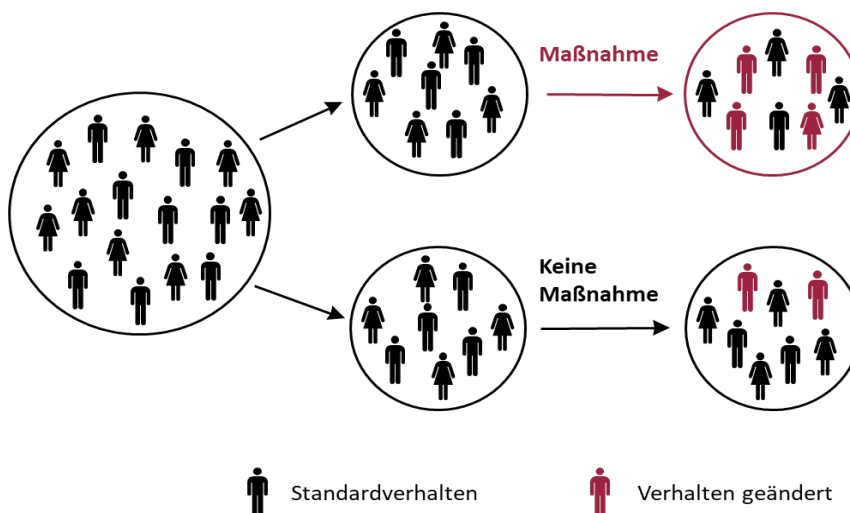 Maßnahme
Keine
Maßnahme
Standardverhalten
Verhalten geändert